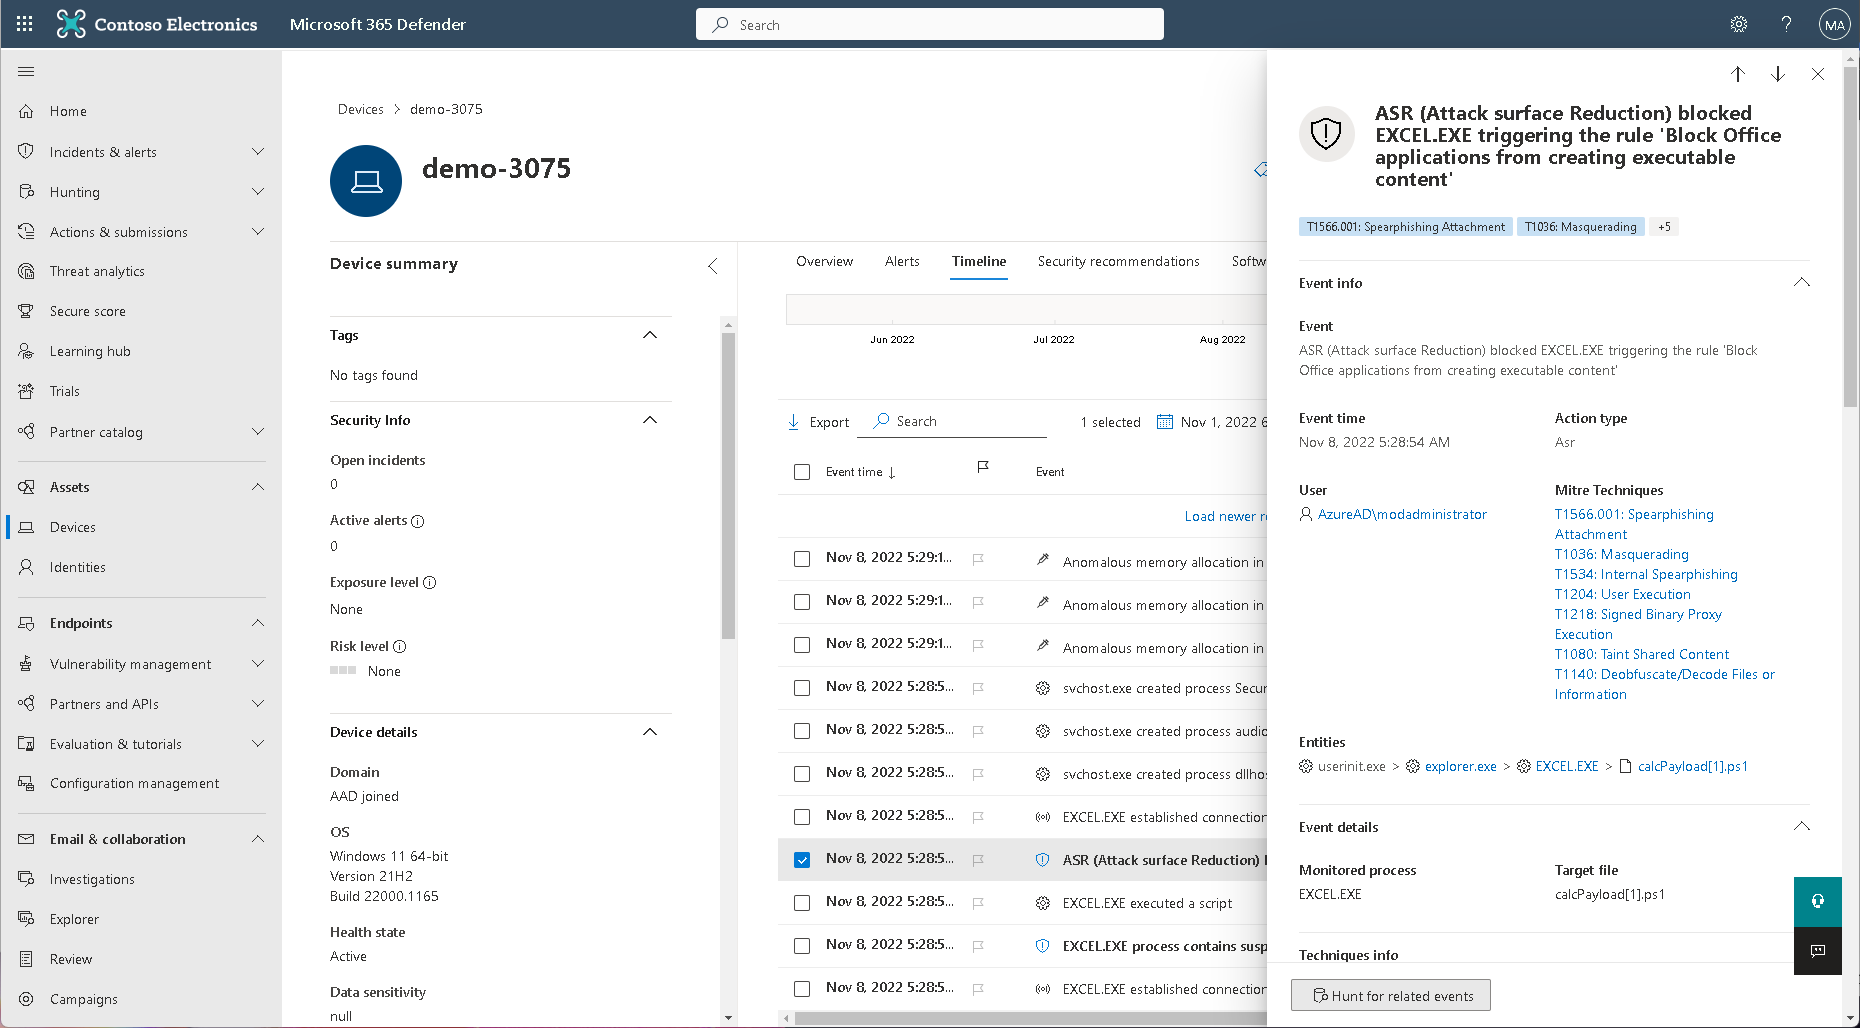 Contoso Electronics
Microsoft 365 Defender
Search
MA
Home
Incidents & alerts
Hunting
Actions & submissions
Threat analytics
Secure score
Learning hub
Trials
Partner catalog
Assets
Devices
Identities
Endpoints
Vulnerability management
Partners and APIs
Evaluation & tutorials
Configuration management
Email & collaboration
Investigations
Explorer
Review
Campaigns
Devices > demo-3075
demo-3075
Device summary
Tags
No tags found
Security Info
Open incidents
0
Active alerts
0
Exposure level
None
Risk level
None
Device details
Domain
AAD joined
OS
Windows 11 64-bit
Version 21H2
Build 22000.1165
Health state
Active
Data sensitivity
null
Overview Alerts Timeline Security recommendations Softw
Jun 2022 Jul 2022 Aug 2022
Export Search 1 selected Nov 1, 2022 6
Event time ↓ Event
Load newer re
Nov 8, 2022 5:29:1... Anomalous memory allocation in
Nov 8, 2022 5:29:1... Anomalous memory allocation in
Nov 8, 2022 5:29:1... Anomalous memory allocation in
Nov 8, 2022 5:28:5... svchost.exe created process Secur
Nov 8, 2022 5:28:5... svchost.exe created process audio
Nov 8, 2022 5:28:5... svchost.exe created process dllhos
Nov 8, 2022 5:28:5... EXCEL.EXE established connection
Nov 8, 2022 5:28:5... ASR (Attack surface Reduction)
Nov 8, 2022 5:28:5... EXCEL.EXE executed a script
Nov 8, 2022 5:28:5... EXCEL.EXE process contains susp
Nov 8, 2022 5:28:5... EXCEL.EXE established connection
ASR (Attack surface Reduction) blocked
EXCEL.EXE triggering the rule 'Block Office
applications from creating executable
content'
T1566.001: Spearphishing Attachment T1036: Masquerading +5
Event info
Event
ASR (Attack surface Reduction) blocked EXCEL.EXE triggering the rule 'Block
Office applications from creating executable content'
Event time
Nov 8, 2022 5:28:54 AM
Action type
Asr
User
AzureAD\modadministrator
Mitre Techniques
T1566.001: Spearphishing
Attachment
T1036: Masquerading
T1534: Internal Spearphishing
T1204: User Execution
T1218: Signed Binary Proxy
Execution
T1080: Taint Shared Content
T1140: Deobfuscate/Decode Files or
Information
Entities
userinit.exe > explorer.exe > EXCEL.EXE > calcPayload[1].ps1
Event details
Monitored process
EXCEL.EXE
Target file
calcPayload[1].ps1
Techniques info
Hunt for related events